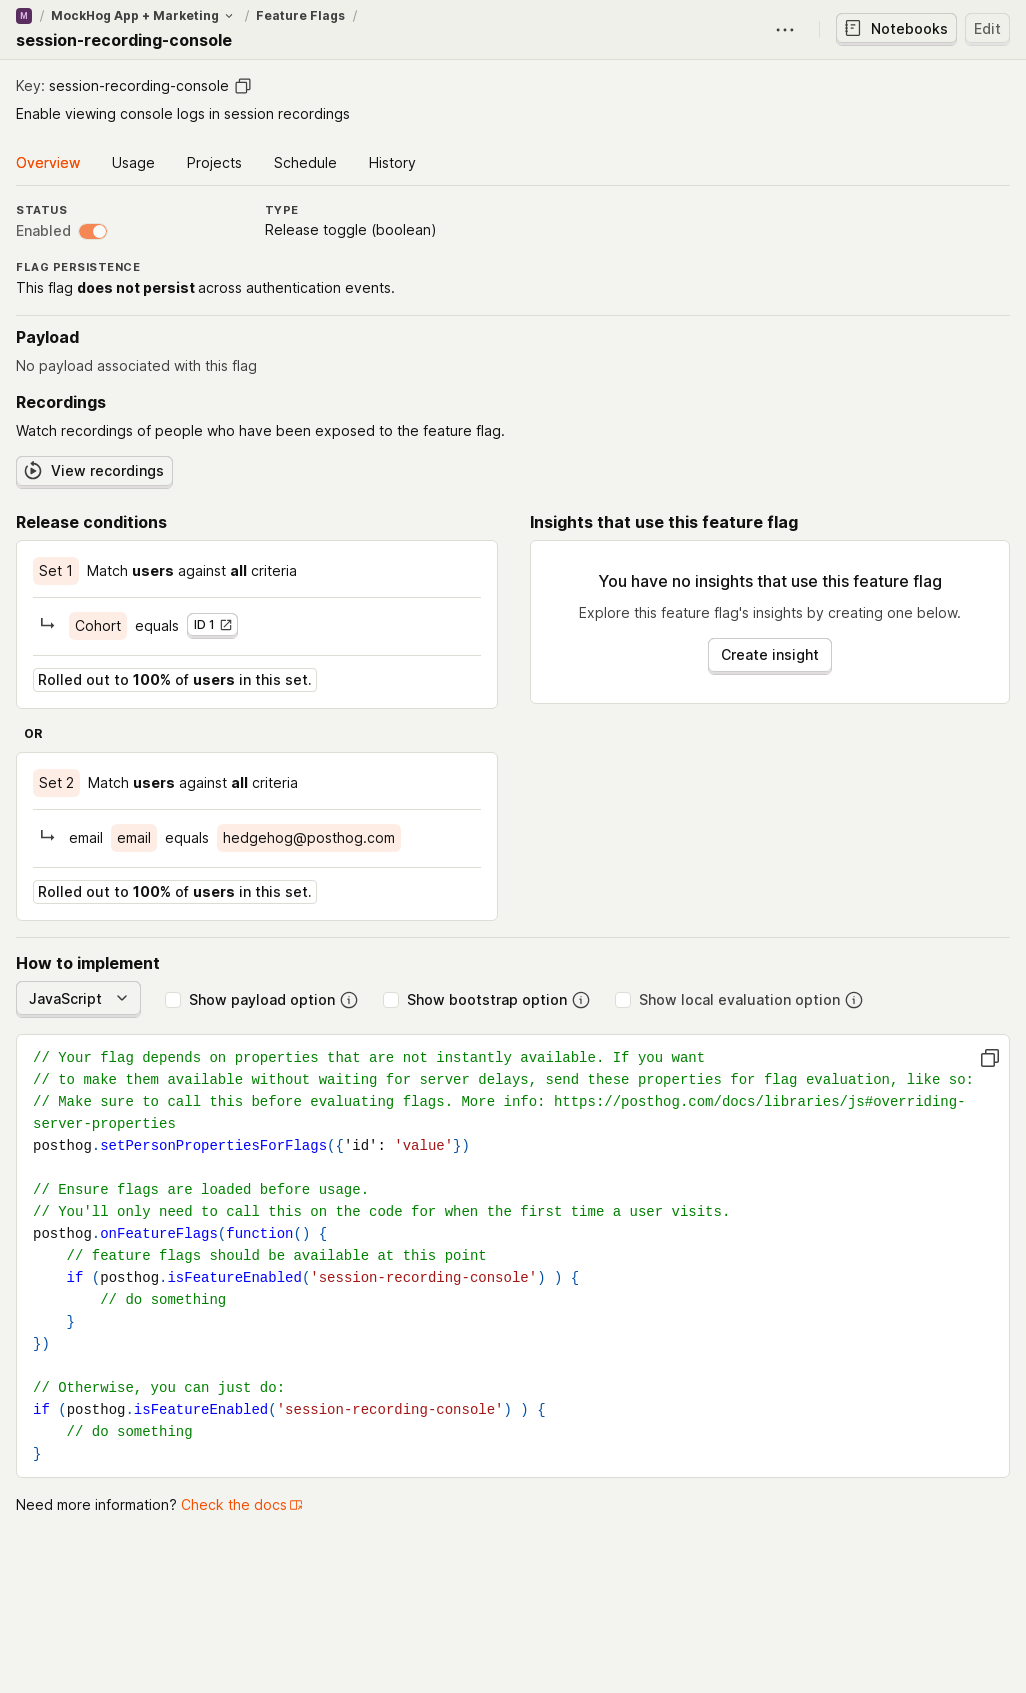 M / MockHog App + Marketing / Feature Flags /
session-recording-console
Notebooks
Edit
Key: session-recording-console
Enable viewing console logs in session recordings
Overview Usage Projects Schedule History
STATUS
Enabled
TYPE
Release toggle (boolean)
FLAG PERSISTENCE
This flag does not persist across authentication events.
Payload
No payload associated with this flag
Recordings
Watch recordings of people who have been exposed to the feature flag.
View recordings
Release conditions
Set 1 Match users against all criteria
Cohort equals ID 1
Rolled out to 100% of users in this set.
OR
Set 2 Match users against all criteria
email email equals hedgehog@posthog.com
Rolled out to 100% of users in this set.
Insights that use this feature flag
You have no insights that use this feature flag
Explore this feature flag's insights by creating one below.
Create insight
How to implement
JavaScript Show payload option Show bootstrap option Show local evaluation option
// Your flag depends on properties that are not instantly available. If you want
// to make them available without waiting for server delays, send these properties for flag evaluation, like so:
// Make sure to call this before evaluating flags. More info: https://posthog.com/docs/libraries/js#overriding-
server-properties
posthog.setPersonPropertiesForFlags({'id': 'value'})
// Ensure flags are loaded before usage.
// You'll only need to call this on the code for when the first time a user visits.
posthog.onFeatureFlags(function() {
    // feature flags should be available at this point
    if (posthog.isFeatureEnabled('session-recording-console') ) {
        // do something
    }
})
// Otherwise, you can just do:
if (posthog.isFeatureEnabled('session-recording-console') ) {
    // do something
}
Need more information? Check the docs